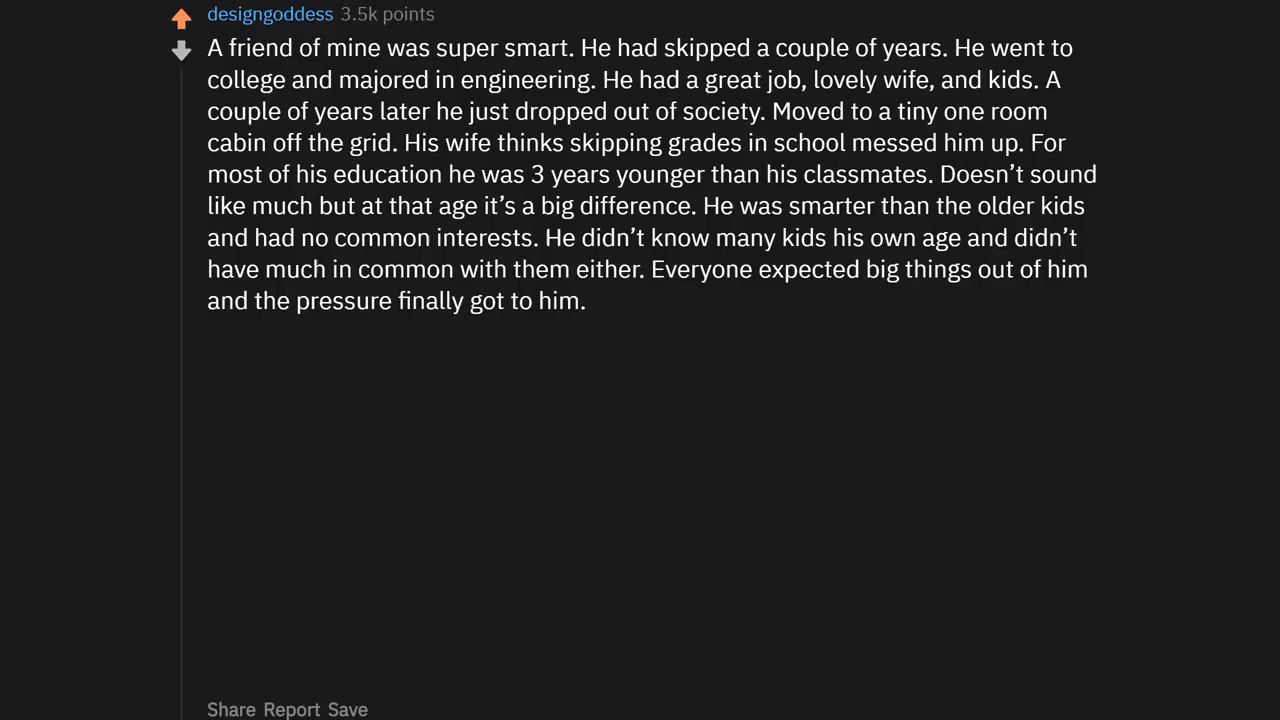 designgoddess 3.5k points
A friend of mine was super smart. He had skipped a couple of years. He went to
college and majored in engineering. He had a great job, lovely wife, and kids. A
couple of years later he just dropped out of society. Moved to a tiny one room
cabin off the grid. His wife thinks skipping grades in school messed him up. For
most of his education he was 3 years younger than his classmates. Doesn’t sound
like much but at that age it’s a big difference. He was smarter than the older kids
and had no common interests. He didn’t know many kids his own age and didn’t
have much in common with them either. Everyone expected big things out of him
and the pressure finally got to him.
Share Report Save